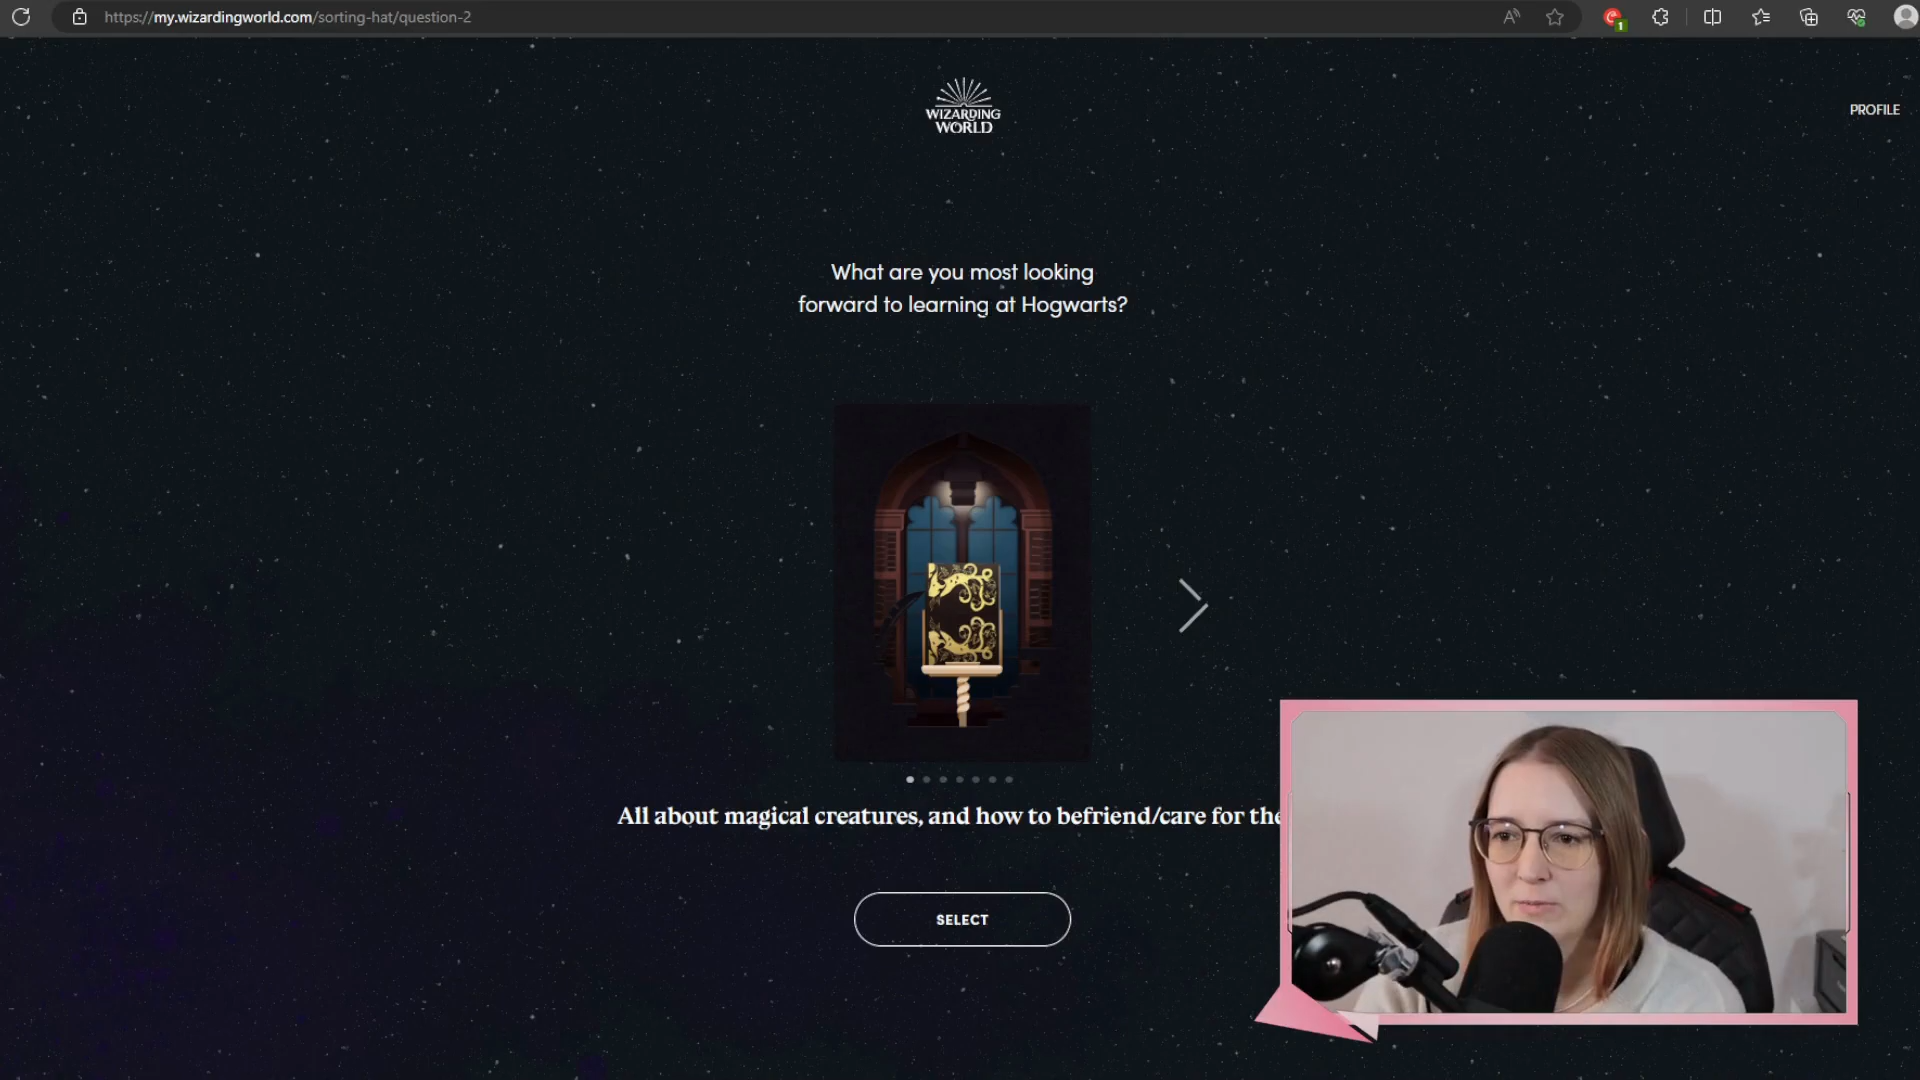 https://my.wizardingworld.com/sorting-hat/question-2
1
WIZARDING
WORLD
PROFILE
What are you most looking
forward to learning at Hogwarts?
All about magical creatures, and how to befriend/care for the
SELECT